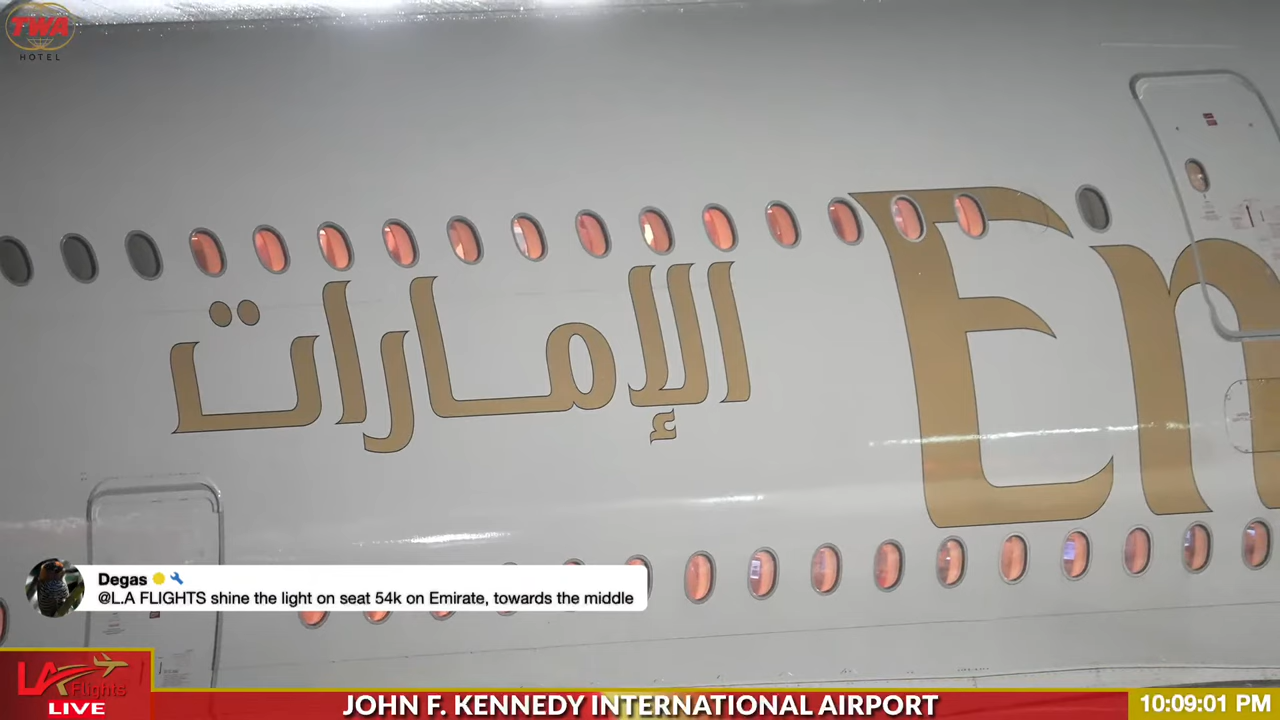 TWA
HOTEL
الإمارات
Em
Degas
@L.A FLIGHTS shine the light on seat 54k on Emirate, towards the middle
LA Flights
LIVE
JOHN F. KENNEDY INTERNATIONAL AIRPORT
10:09:01 PM